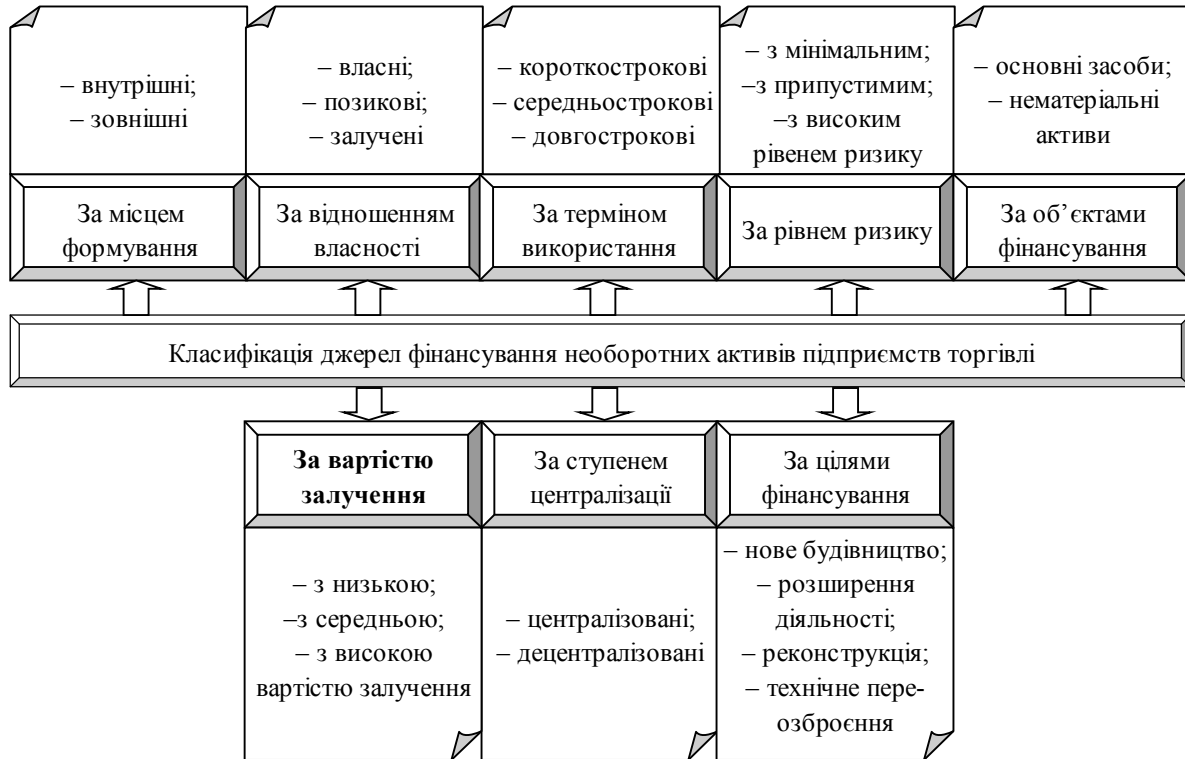 – внутрішні;
– зовнішні
– власні;
– позикові;
– залучені
– короткострокові
– середньострокові
– довгострокові
– з мінімальним;
–з припустимим;
–з високим
рівенем ризику
– основні засоби;
– нематеріальні
активи
За місцем
формування
За відношенням
власності
За терміном
використання
За рівнем ризику
За об’єктами
фінансування
Класифікація джерел фінансування необоротних активів підприємств торгівлі
За вартістю
залучення
За ступенем
централізації
За цілями
фінансування
– з низькою;
–з середньою;
– з високою
вартістю залучення
– централізовані;
– децентралізовані
– нове будівництво;
– розширення
діяльності;
– реконструкція;
– технічне пере-
озброєння